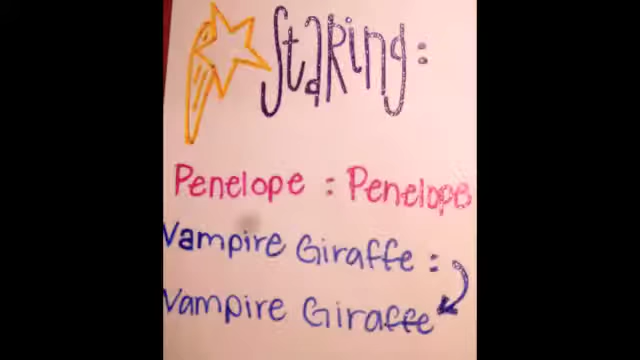 Staring:
Penelope : Penelope
Vampire Giraffe :
Vampire Giraffe